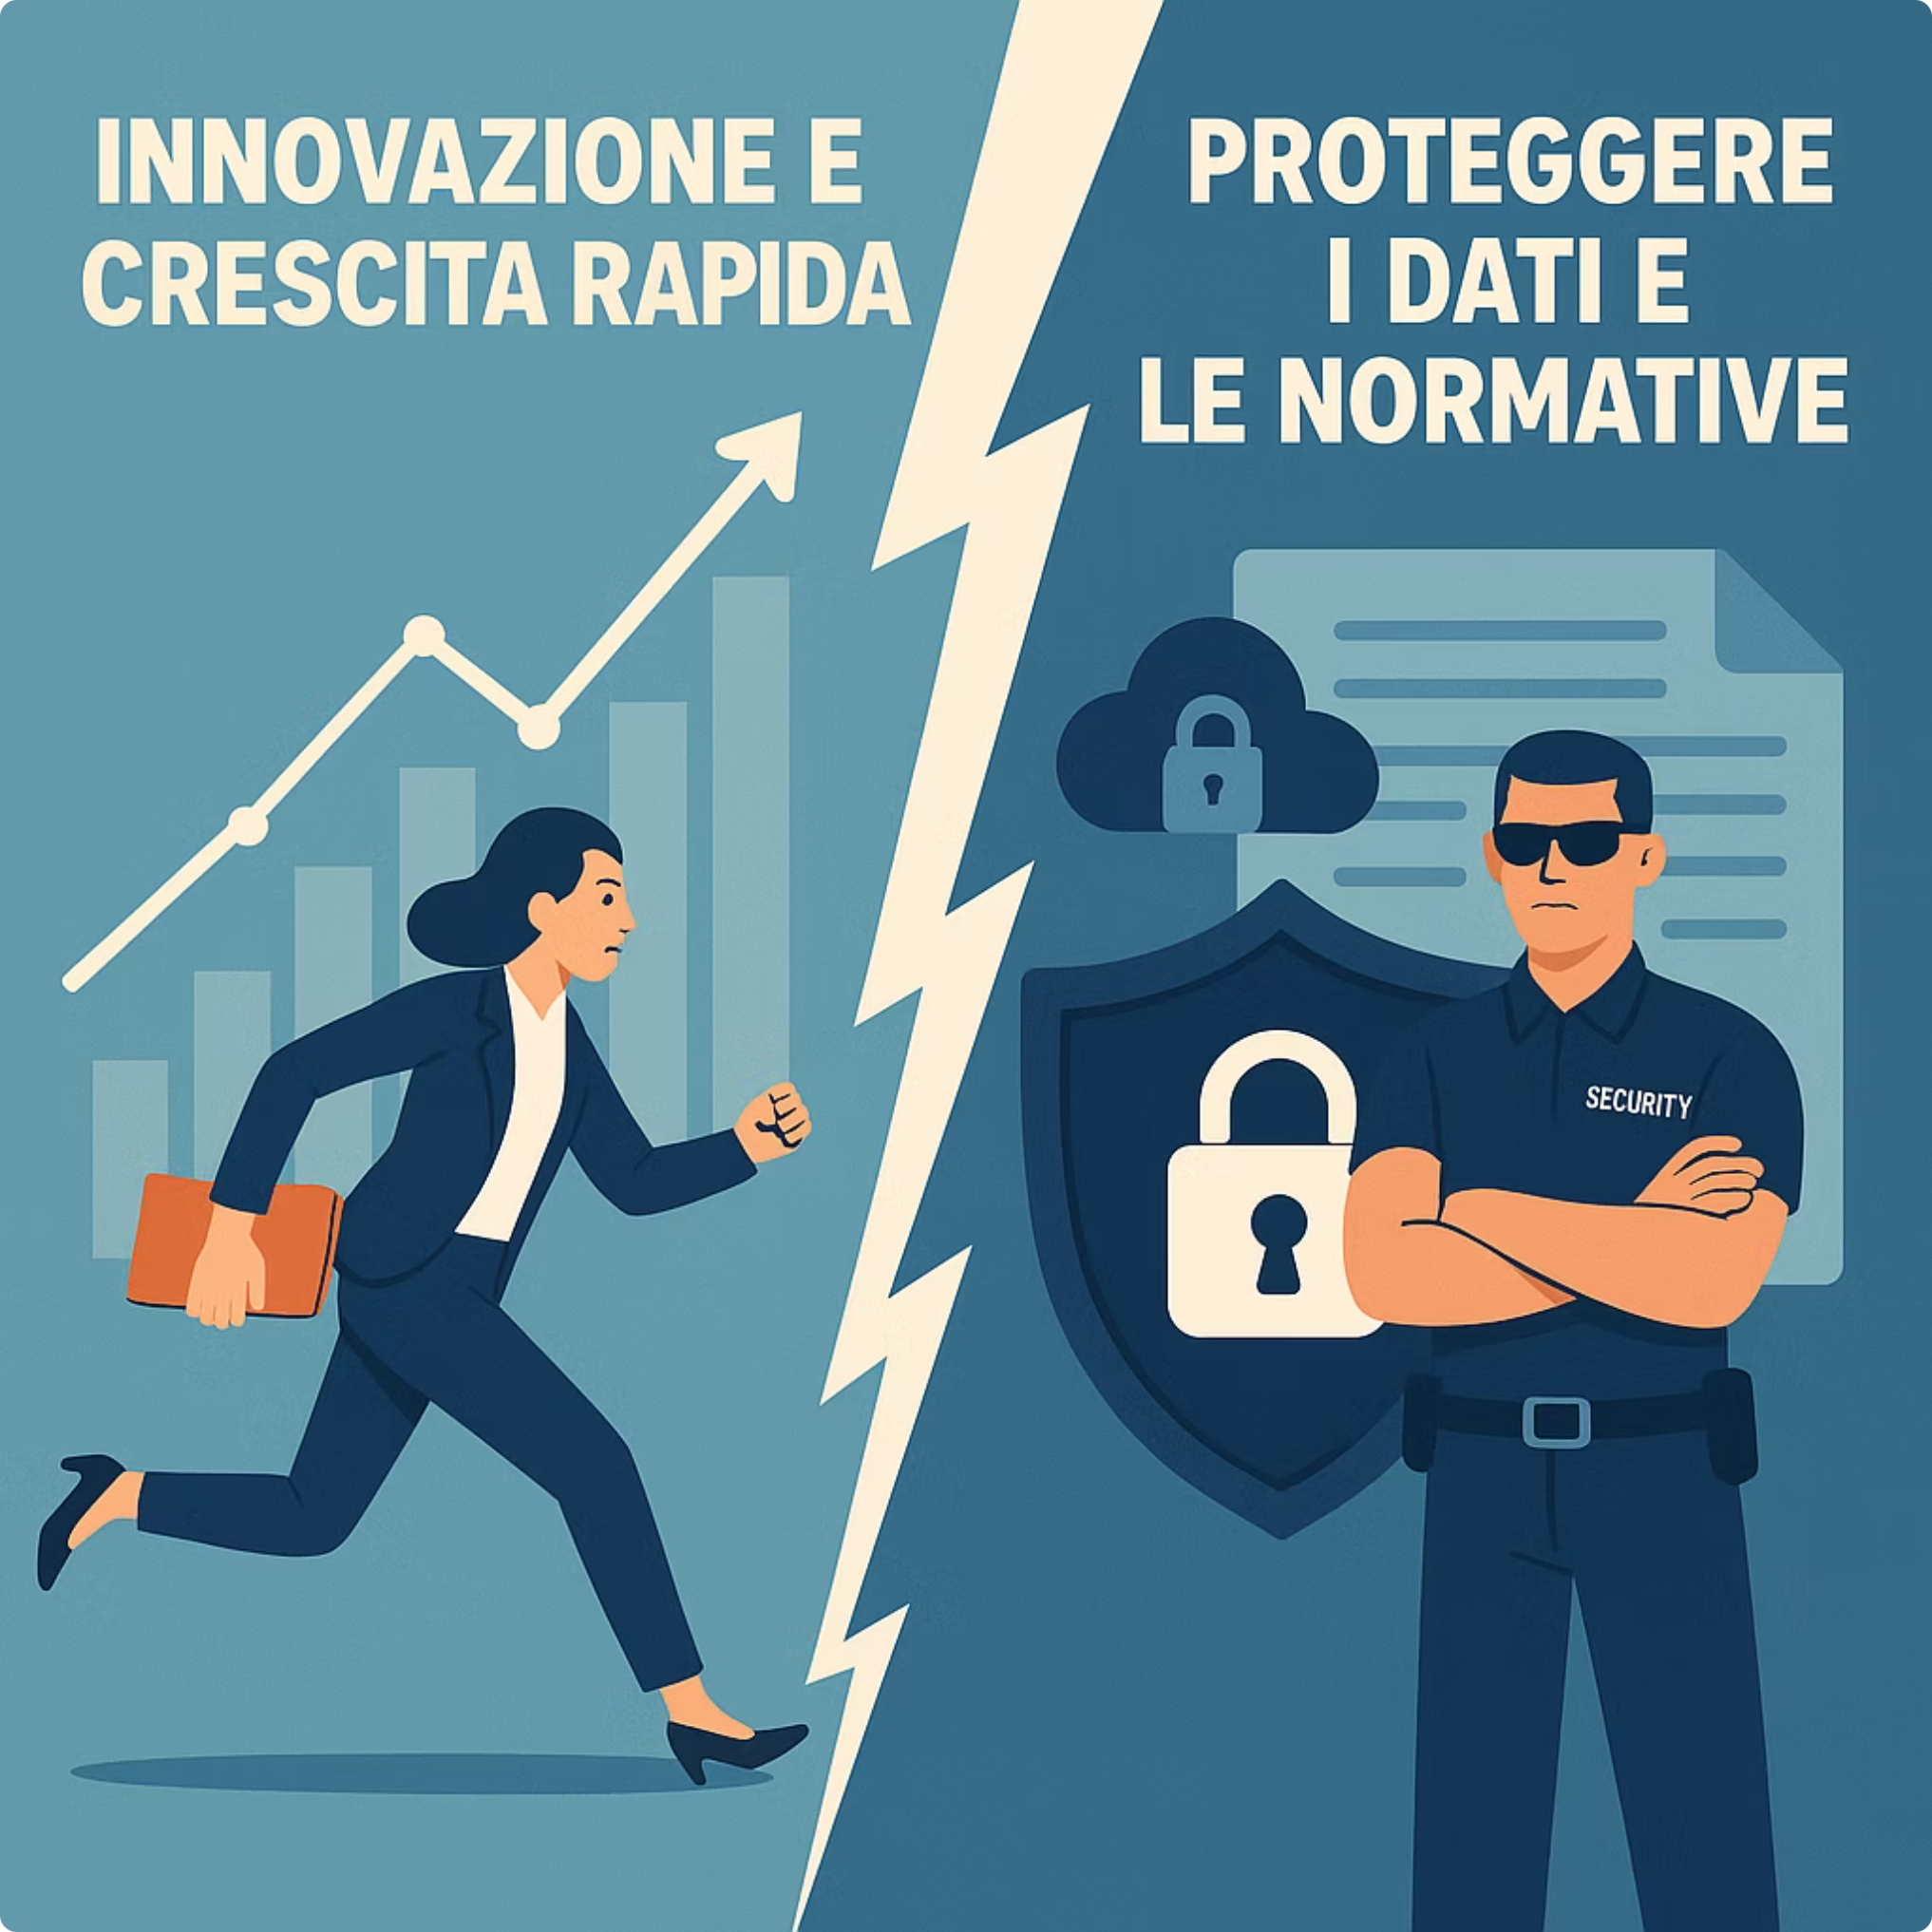 INNOVAZIONE E
CRESCITA RAPIDA
PROTEGGERE
I DATI E
LE NORMATIVE
SECURITY